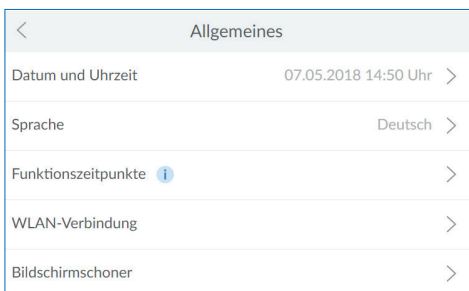 Allgemeines
Datum und Uhrzeit 07.05.2018 14:50 Uhr
Sprache Deutsch
Funktionszeitpunkte i
WLAN-Verbindung
Bildschirmschoner